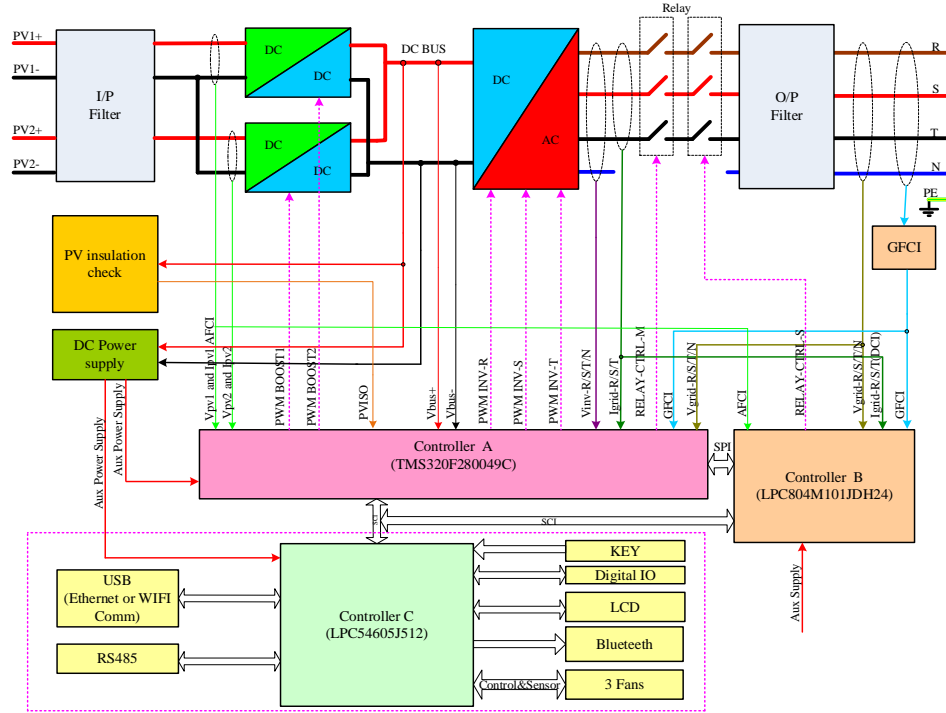 Relay
PV1+
PV1-
PV2+
PV2-
I/P
Filter
DC
DC
DC
DC
DC BUS
DC
AC
O/P
Filter
R
S
T
N
PE
GFCI
PV insulation
check
DC Power
supply
Aux Power Supply
Aux Power Supply
Vpv1 and Ipv1 AFCI
Vpv2 and Ipv2
PWM BOOST1
PWM BOOST2
PVISO
Vbus+
Vbus-
PWM INV-R
PWM INV-S
PWM INV-T
Vinv-R/S/T/N
Igrid-R/S/T
RELAY-CTRL-M
GFCI
Vgrid-R/S/T/N
AFCI
RELAY-CTRL-S
Vgrid-R/S/T/N
Igrid-R/S/T(DCI)
GFCI
Controller A
(TMS320F280049C)
SPI
Controller B
(LPC804M101JDH24)
SCI
SCI
Aux Supply
USB
(Ethernet or WIFI
Comm)
RS485
Controller C
(LPC54605J512)
KEY
Digital IO
LCD
Blueteeth
Control&Sensor
3 Fans